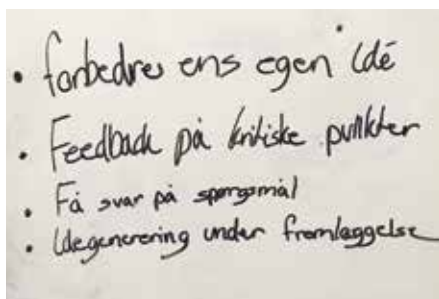 • forbedre ens egen idé
• Feedback på kritiske punkter
• Få svar på spørgsmål
• Idegenerering under fremlæggelse